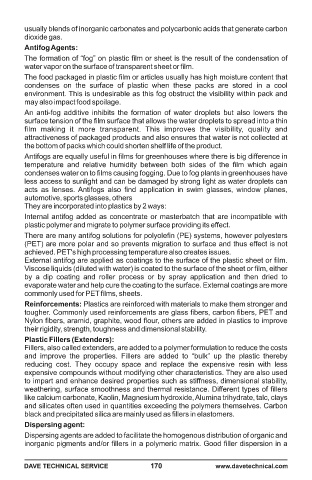 usually blends of inorganic carbonates and polycarbonic acids that generate carbon
dioxide gas.
Antifog Agents:
The formation of “fog” on plastic film or sheet is the result of the condensation of
water vapor on the surface of transparent sheet or film.
The food packaged in plastic film or articles usually has high moisture content that
condenses on the surface of plastic when these packs are stored in a cool
environment. This is undesirable as this fog obstruct the visibility within pack and
may also impact food spoilage.
An anti-fog additive inhibits the formation of water droplets but also lowers the
surface tension of the film surface that allows the water droplets to spread into a thin
film making it more transparent. This improves the visibility, quality and
attractiveness of packaged products and also ensures that water is not collected at
the bottom of packs which could shorten shelf life of the product.
Antifogs are equally useful in films for greenhouses where there is big difference in
temperature and relative humidity between both sides of the film which again
condenses water on to films causing fogging. Due to fog plants in greenhouses have
less access to sunlight and can be damaged by strong light as water droplets can
acts as lenses. Antifogs also find application in swim glasses, window planes,
automotive, sports glasses, others
They are incorporated into plastics by 2 ways:
Internal antifog added as concentrate or masterbatch that are incompatible with
plastic polymer and migrate to polymer surface providing its effect.
There are many antifog solutions for polyolefin (PE) systems, however polyesters
(PET) are more polar and so prevents migration to surface and thus effect is not
achieved. PET's high processing temperature also creates issues.
External antifog are applied as coatings to the surface of the plastic sheet or film.
Viscose liquids (diluted with water) is coated to the surface of the sheet or film, either
by a dip coating and roller process or by spray application and then dried to
evaporate water and help cure the coating to the surface. External coatings are more
commonly used for PET films, sheets.
Reinforcements: Plastics are reinforced with materials to make them stronger and
tougher. Commonly used reinforcements are glass fibers, carbon fibers, PET and
Nylon fibers, aramid, graphite, wood flour, others are added in plastics to improve
their rigidity, strength, toughness and dimensional stability.
Plastic Fillers (Extenders):
Fillers, also called extenders, are added to a polymer formulation to reduce the costs
and improve the properties. Fillers are added to “bulk” up the plastic thereby
reducing cost. They occupy space and replace the expensive resin with less
expensive compounds without modifying other characteristics. They are also used
to impart and enhance desired properties such as stiffness, dimensional stability,
weathering, surface smoothness and thermal resistance. Different types of fillers
like calcium carbonate, Kaolin, Magnesium hydroxide, Alumina trihydrate, talc, clays
and silicates often used in quantities exceeding the polymers themselves. Carbon
black and precipitated silica are mainly used as fillers in elastomers.
Dispersing agent:
Dispersing agents are added to facilitate the homogenous distribution of organic and
inorganic pigments and/or fillers in a polymeric matrix. Good filler dispersion in a
DAVE TECHNICAL SERVICE 170 www.davetechnical.com